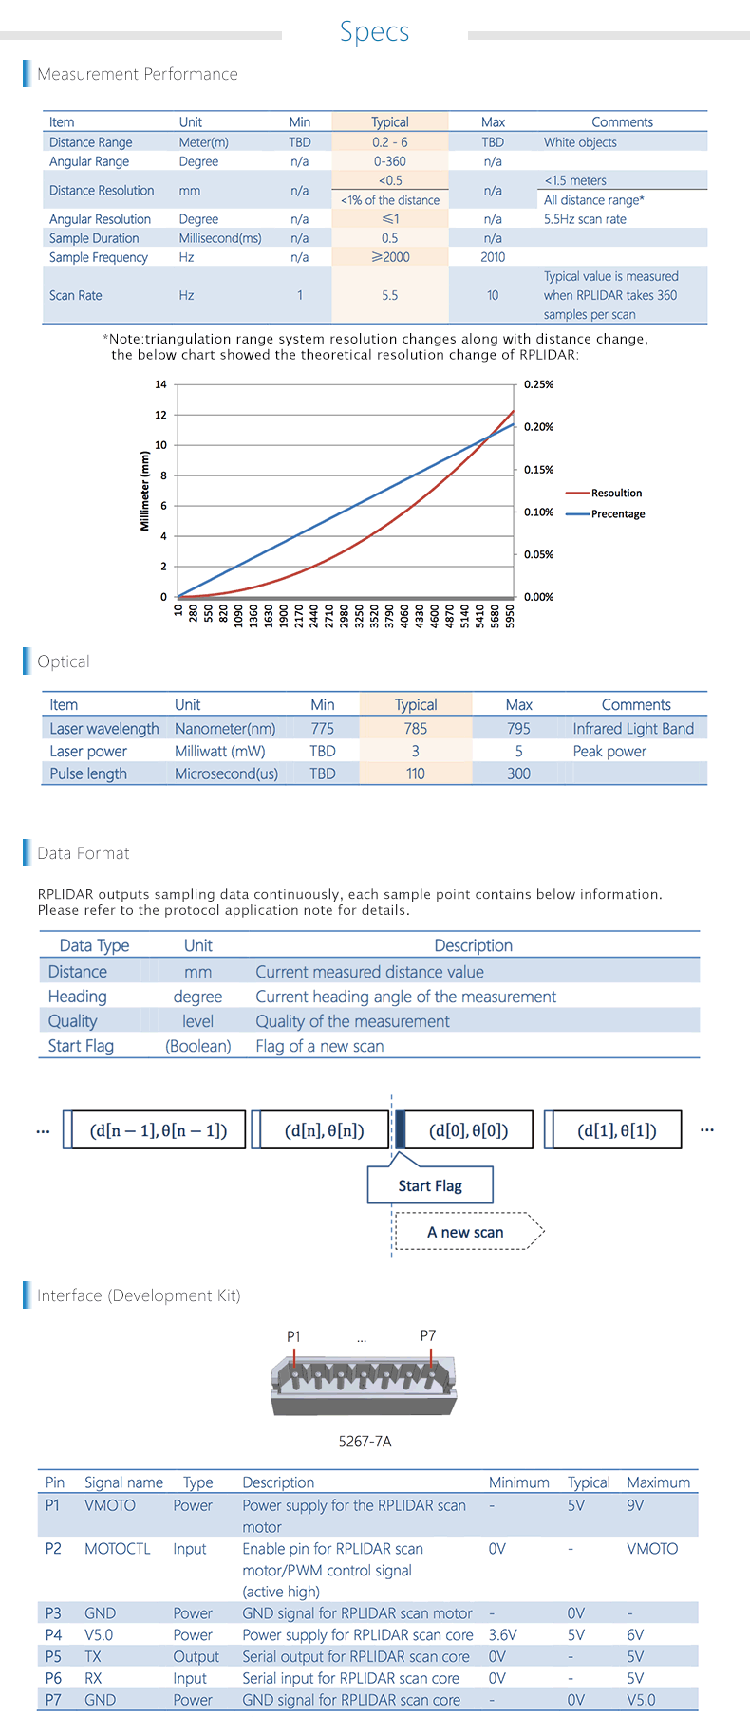 Specs
Measurement Performance
Item Unit Min Typical Max Comments
Distance Range Meter(m) TBD 0.2 - 6 TBD White objects
Angular Range Degree n/a 0-360 n/a
Distance Resolution mm n/a <0.5 n/a <1.5 meters
<1% of the distance All distance range*
Angular Resolution Degree n/a ≤1 n/a 5.5Hz scan rate
Sample Duration Millisecond(ms) n/a 0.5 n/a
Sample Frequency Hz n/a ≥2000 2010
Scan Rate Hz 1 5.5 10 Typical value is measured
when RPLIDAR takes 360
samples per scan
*Note:triangulation range system resolution changes along with distance change,
the below chart showed the theoretical resolution change of RPLIDAR:
14 0.25%
12 0.20%
10 0.15%
8 0.10%
6 0.05%
4 0.00%
2
0
Millimeter (mm)
Resoultion
Precentage
10 280 550 820 1090 1360 1630 1900 2170 2440 2710 2980 3250 3520 3790 4060 4330 4600 4870 5140 5410 5680 5950
Optical
Item Unit Min Typical Max Comments
Laser wavelength Nanometer(nm) 775 785 795 Infrared Light Band
Laser power Milliwatt (mW) TBD 3 5 Peak power
Pulse length Microsecond(us) TBD 110 300
Data Format
RPLIDAR outputs sampling data continuously, each sample point contains below information.
Please refer to the protocol application note for details.
Data Type Unit Description
Distance mm Current measured distance value
Heading degree Current heading angle of the measurement
Quality level Quality of the measurement
Start Flag (Boolean) Flag of a new scan
... (d[n − 1], θ[n − 1]) (d[n], θ[n]) (d[0], θ[0]) (d[1], θ[1]) ...
Start Flag
A new scan
Interface (Development Kit)
P1 ... P7
5267-7A
Pin Signal name Type Description Minimum Typical Maximum
P1 VMOTO Power Power supply for the RPLIDAR scan - 5V 9V
motor
P2 MOTOCTL Input Enable pin for RPLIDAR scan 0V - VMOTO
motor/PWM control signal
(active high)
P3 GND Power GND signal for RPLIDAR scan motor - 0V -
P4 V5.0 Power Power supply for RPLIDAR scan core 3.6V 5V 6V
P5 TX Output Serial output for RPLIDAR scan core 0V - 5V
P6 RX Input Serial input for RPLIDAR scan core 0V - 5V
P7 GND Power GND signal for RPLIDAR scan core - 0V V5.0